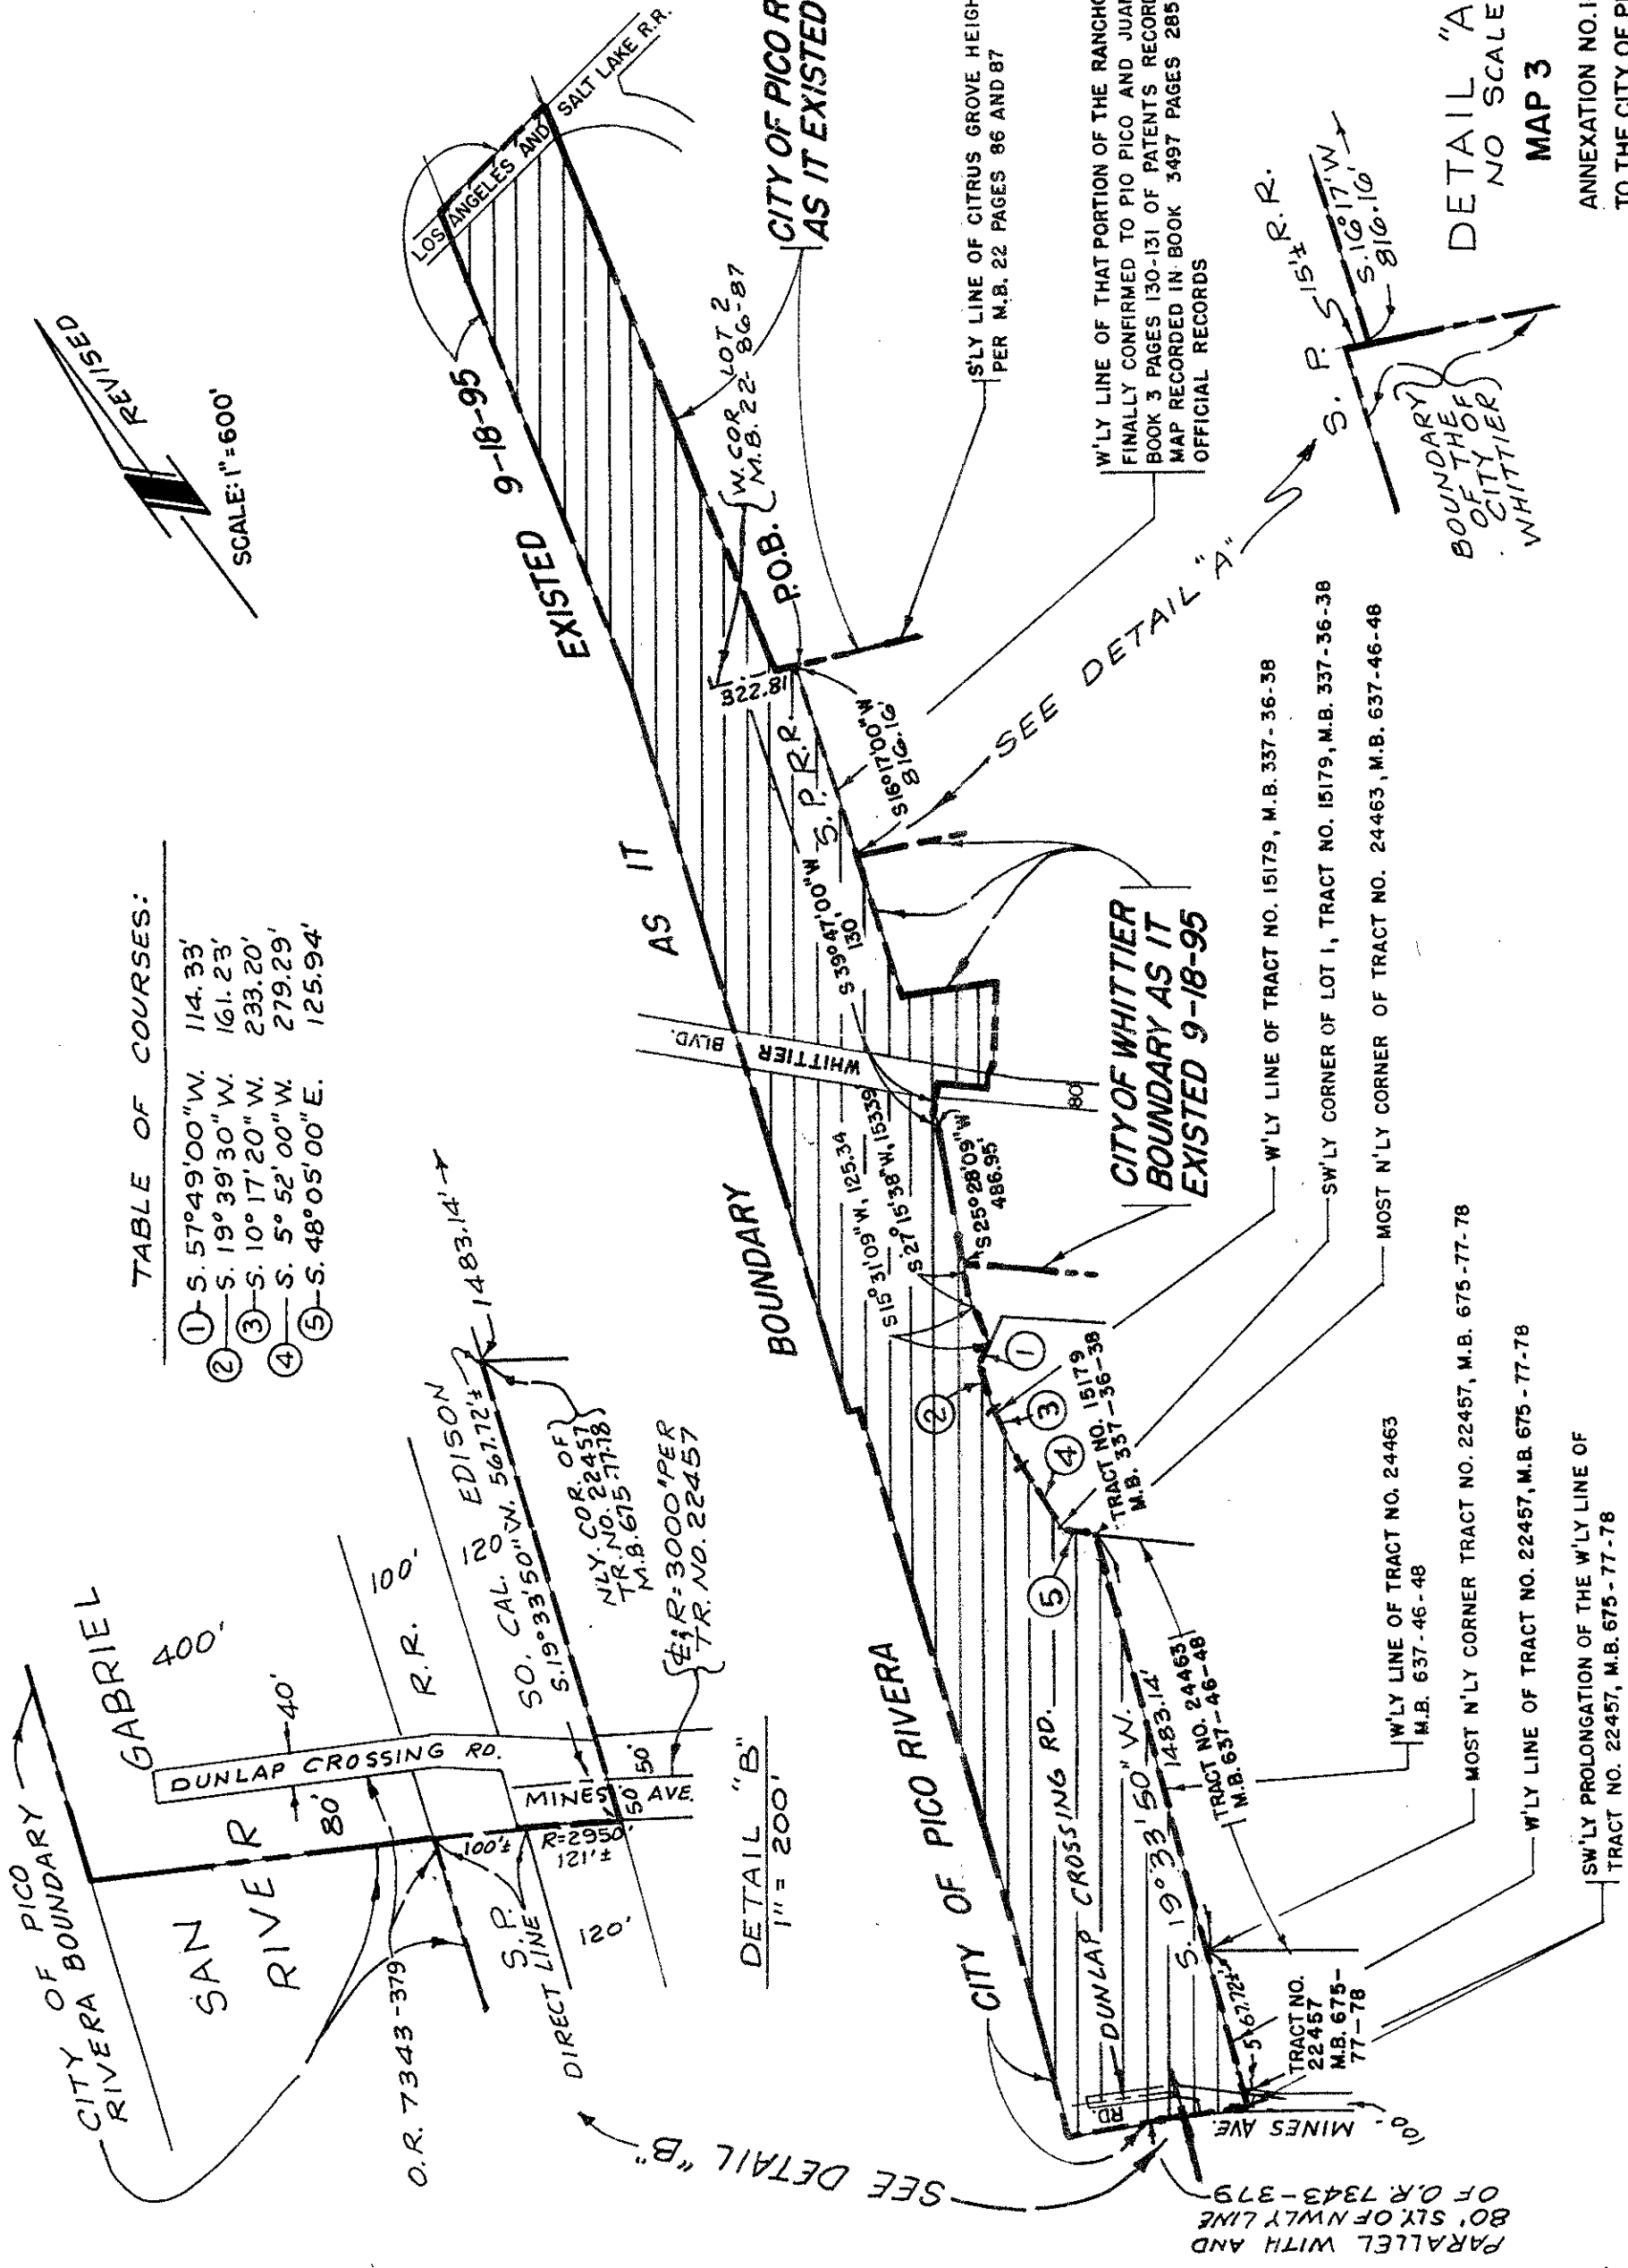 TABLE OF COURSES:
① S. 57°49'00" W. 114.33'
② S. 19°39'30" W. 161.23'
③ S. 10°17'20" W. 233.20'
④ S. 5°52'00" W. 279.29'
⑤ S. 48°05'00" E. 125.94'
REVISED
SCALE: 1"=600'
CITY OF PICO
RIVERA BOUNDARY
SAN GABRIEL
RIVER
400'
40'
80'
DUNLAP CROSSING RD.
R.R. 100'
120
SO. CAL. EDISON
S.19°33'50"W. 567.72'±
1483.14'
NLY. COR. OF
TR. NO. 22457
M.B. 675-77-78
R=3000' PER
TR. NO. 22457
MINES AVE.
50'
50'
100'±
R=2950'
121'±
S. P.
DIRECT LINE
120'
O.R. 7343-379
DETAIL "B"
1" = 200'
SEE DETAIL "B"
CITY OF PICO RIVERA
BOUNDARY
AS IT
EXISTED 9-18-95
LOS ANGELES AND SALT LAKE R.R.
CITY OF PICO R
AS IT EXISTED
W. COR. LOT 2
M.B. 22-86-87
P.O.B.
S'LY LINE OF CITRUS GROVE HEIGH
PER M.B. 22 PAGES 86 AND 87
W'LY LINE OF THAT PORTION OF THE RANCHO
FINALLY CONFIRMED TO PIO PICO AND JUAN
BOOK 3 PAGES 130-131 OF PATENTS RECORD
MAP RECORDED IN BOOK 3497 PAGES 285
OFFICIAL RECORDS
S. P. R.R.
S16°17'00"W
816.16'
S39°47'00"W
130'
WHITTIER BLVD.
80
S15°31'09"W, 125.34
S27°15'38"W, 153.39
S25°28'09"W
486.95'
CITY OF WHITTIER
BOUNDARY AS IT
EXISTED 9-18-95
SEE DETAIL "A"
S. P. R.R.
15'±
S.16°17'W
816.16'
BOUNDARY
OF THE
CITY OF
WHITTIER
DETAIL "A
NO SCALE
MAP 3
TO THE CITY OF
①
②
③
④
⑤
TRACT NO. 15179
M.B. 337-36-38
W'LY LINE OF TRACT NO. 15179, M.B. 337-36-38
SW'LY CORNER OF LOT 1, TRACT NO. 15179, M.B. 337-36-38
MOST N'LY CORNER OF TRACT NO. 24463, M.B. 637-46-48
DUNLAP CROSSING RD.
S. 19°33'50" W. 1483.14'
TRACT NO. 24463
M.B. 637-46-48
W'LY LINE OF TRACT NO. 24463
M.B. 637-46-48
MOST N'LY CORNER TRACT NO. 22457, M.B. 675-77-78
W'LY LINE OF TRACT NO. 22457, M.B. 675-77-78
SW'LY PROLONGATION OF THE W'LY LINE OF
TRACT NO. 22457, M.B. 675-77-78
567.72'±
TRACT NO.
22457
M.B. 675-
77-78
RD.
MINES AVE.
PARALLEL WITH AND
80' SLY. OF NWLY LINE
OF O.R. 7343-379